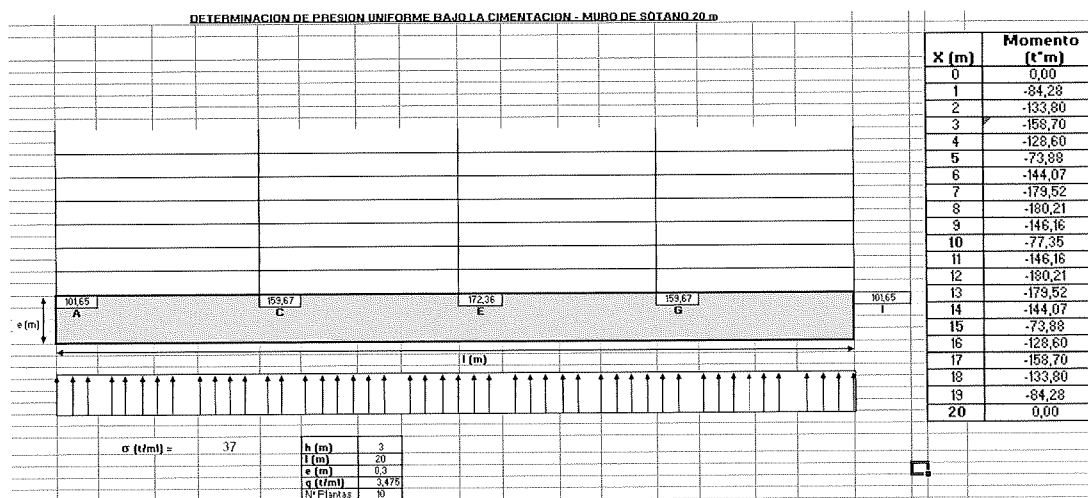 DETERMINACION DE PRESION UNIFORME BAJO LA CIMENTACION - MURO DE SOTANO 20 m
X (m) Momento (t*m)
0 0,00
1 -84,28
2 -133,80
3 -158,70
4 -128,60
5 -73,88
6 -144,07
7 -179,52
8 -180,21
9 -146,16
10 -77,35
11 -146,16
12 -180,21
13 -179,52
14 -144,07
15 -73,88
16 -128,60
17 -158,70
18 -133,80
19 -84,28
20 0,00
101,65 159,67 172,36 159,67 101,65
A C E G I
e (m)
l (m)
σ (t/ml) = 37
h (m) 3
l (m) 20
e (m) 0,3
q (t/ml) 3,475
Nº Plantas 10